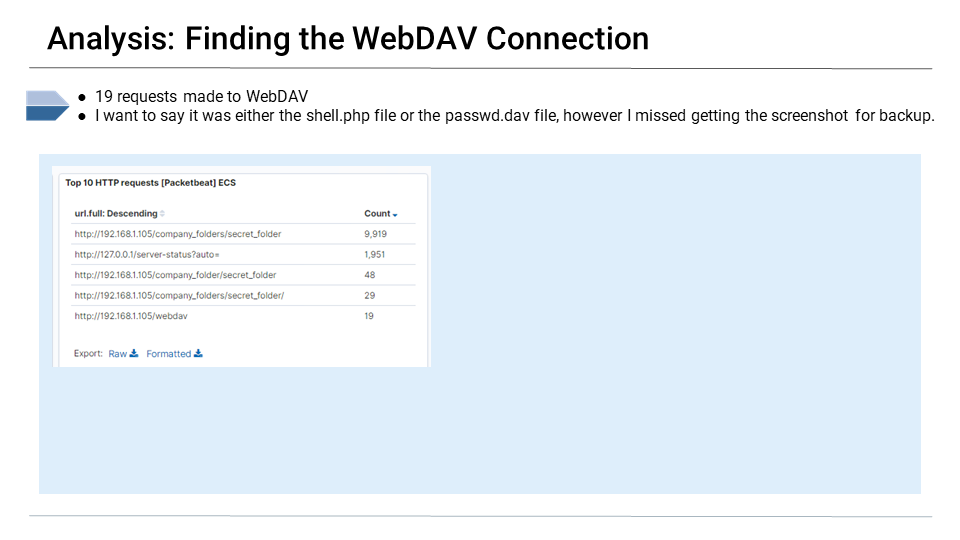 Analysis: Finding the WebDAV Connection
● 19 requests made to WebDAV
● I want to say it was either the shell.php file or the passwd.dav file, however I missed getting the screenshot for backup.
Top 10 HTTP requests [Packetbeat] ECS
url.full: Descending Count
http://192.168.1.105/company_folders/secret_folder 9,919
http://127.0.0.1/server-status?auto= 1,951
http://192.168.1.105/company_folder/secret_folder 48
http://192.168.1.105/company_folders/secret_folder/ 29
http://192.168.1.105/webdav 19
Export: Raw Formatted